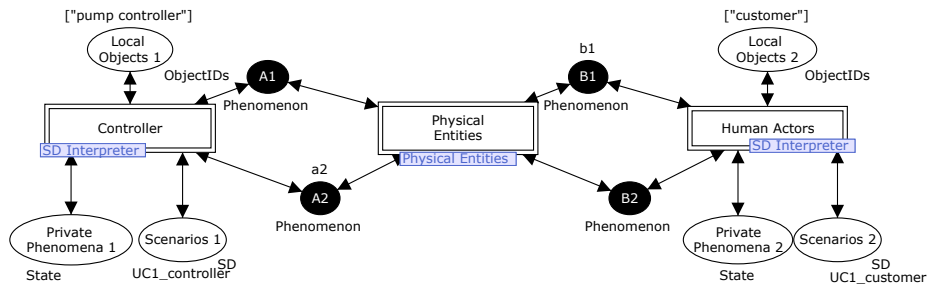 ["pump controller"]
["customer"]
Local
Objects 1
b1
Local
Objects 2
ObjectIDs
A1
B1
ObjectIDs
Phenomenon
Phenomenon
Controller
Physical
Entities
Human Actors
SD Interpreter
Physical Entities
SD Interpreter
a2
A2
B2
Phenomenon
Phenomenon
Private
Phenomena 1
Scenarios 1
Private
Phenomena 2
Scenarios 2
State
SD
UC1_controller
State
SD
UC1_customer